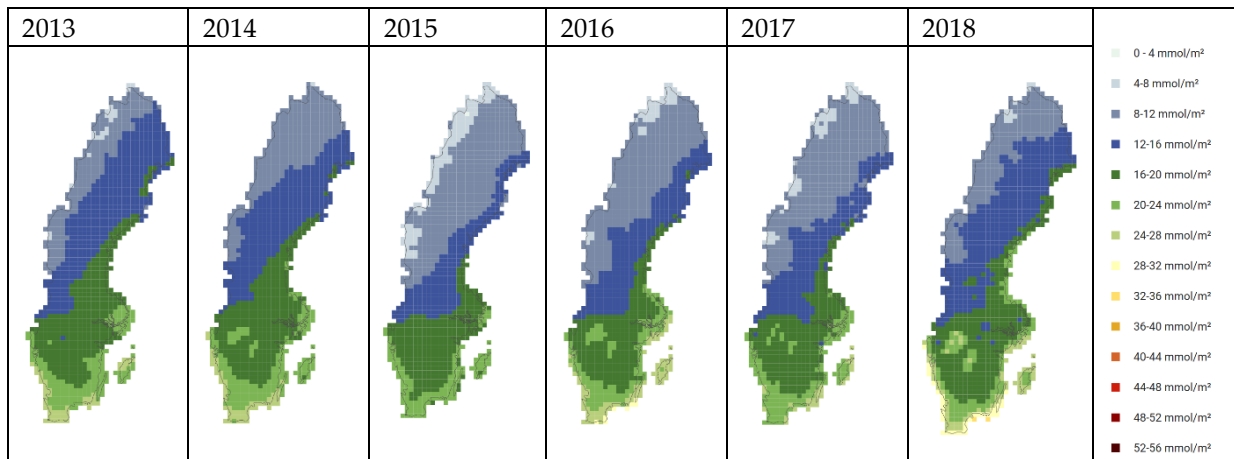 2013 2014 2015 2016 2017 2018
0 - 4 mmol/m²
4-8 mmol/m²
8-12 mmol/m²
12-16 mmol/m²
16-20 mmol/m²
20-24 mmol/m²
24-28 mmol/m²
28-32 mmol/m²
32-36 mmol/m²
36-40 mmol/m²
40-44 mmol/m²
44-48 mmol/m²
48-52 mmol/m²
52-56 mmol/m²